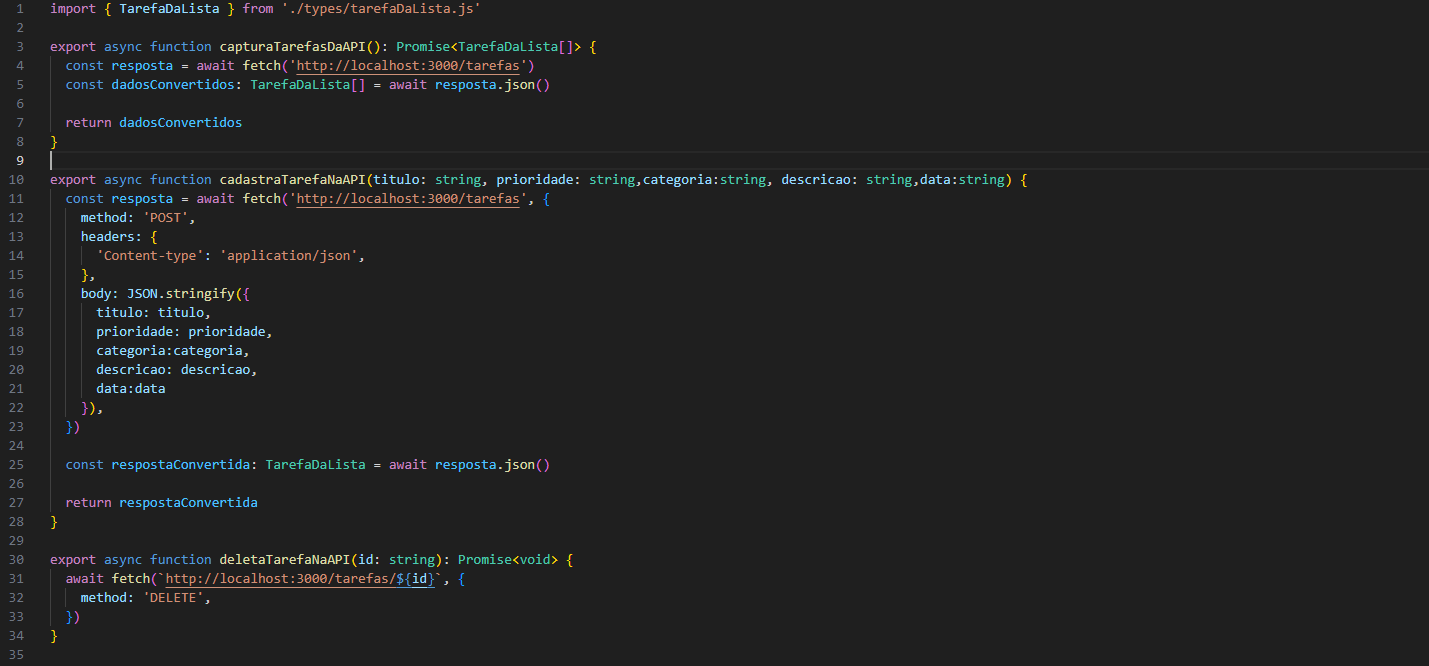 1 import { TarefaDaLista } from './types/tarefaDaLista.js'
2
3 export async function capturaTarefasDaAPI(): Promise<TarefaDaLista[]> {
4   const resposta = await fetch('http://localhost:3000/tarefas')
5   const dadosConvertidos: TarefaDaLista[] = await resposta.json()
6
7   return dadosConvertidos
8 }
9
10 export async function cadastraTarefaNaAPI(titulo: string, prioridade: string,categoria:string, descricao: string,data:string) {
11   const resposta = await fetch('http://localhost:3000/tarefas', {
12     method: 'POST',
13     headers: {
14       'Content-type': 'application/json',
15     },
16     body: JSON.stringify({
17       titulo: titulo,
18       prioridade: prioridade,
19       categoria:categoria,
20       descricao: descricao,
21       data:data
22     }),
23   })
24
25   const respostaConvertida: TarefaDaLista = await resposta.json()
26
27   return respostaConvertida
28 }
29
30 export async function deletaTarefaNaAPI(id: string): Promise<void> {
31   await fetch(`http://localhost:3000/tarefas/${id}`, {
32     method: 'DELETE',
33   })
34 }
35